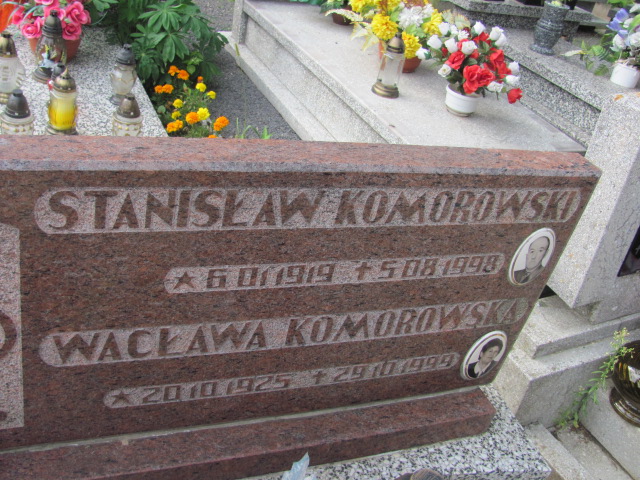 STANISŁAW KOMOROWSKI
★ 6 01 1919 + 5 08 1998
WACŁAWA KOMOROWSKA
★ 20 10 1925 + 29 10 1999